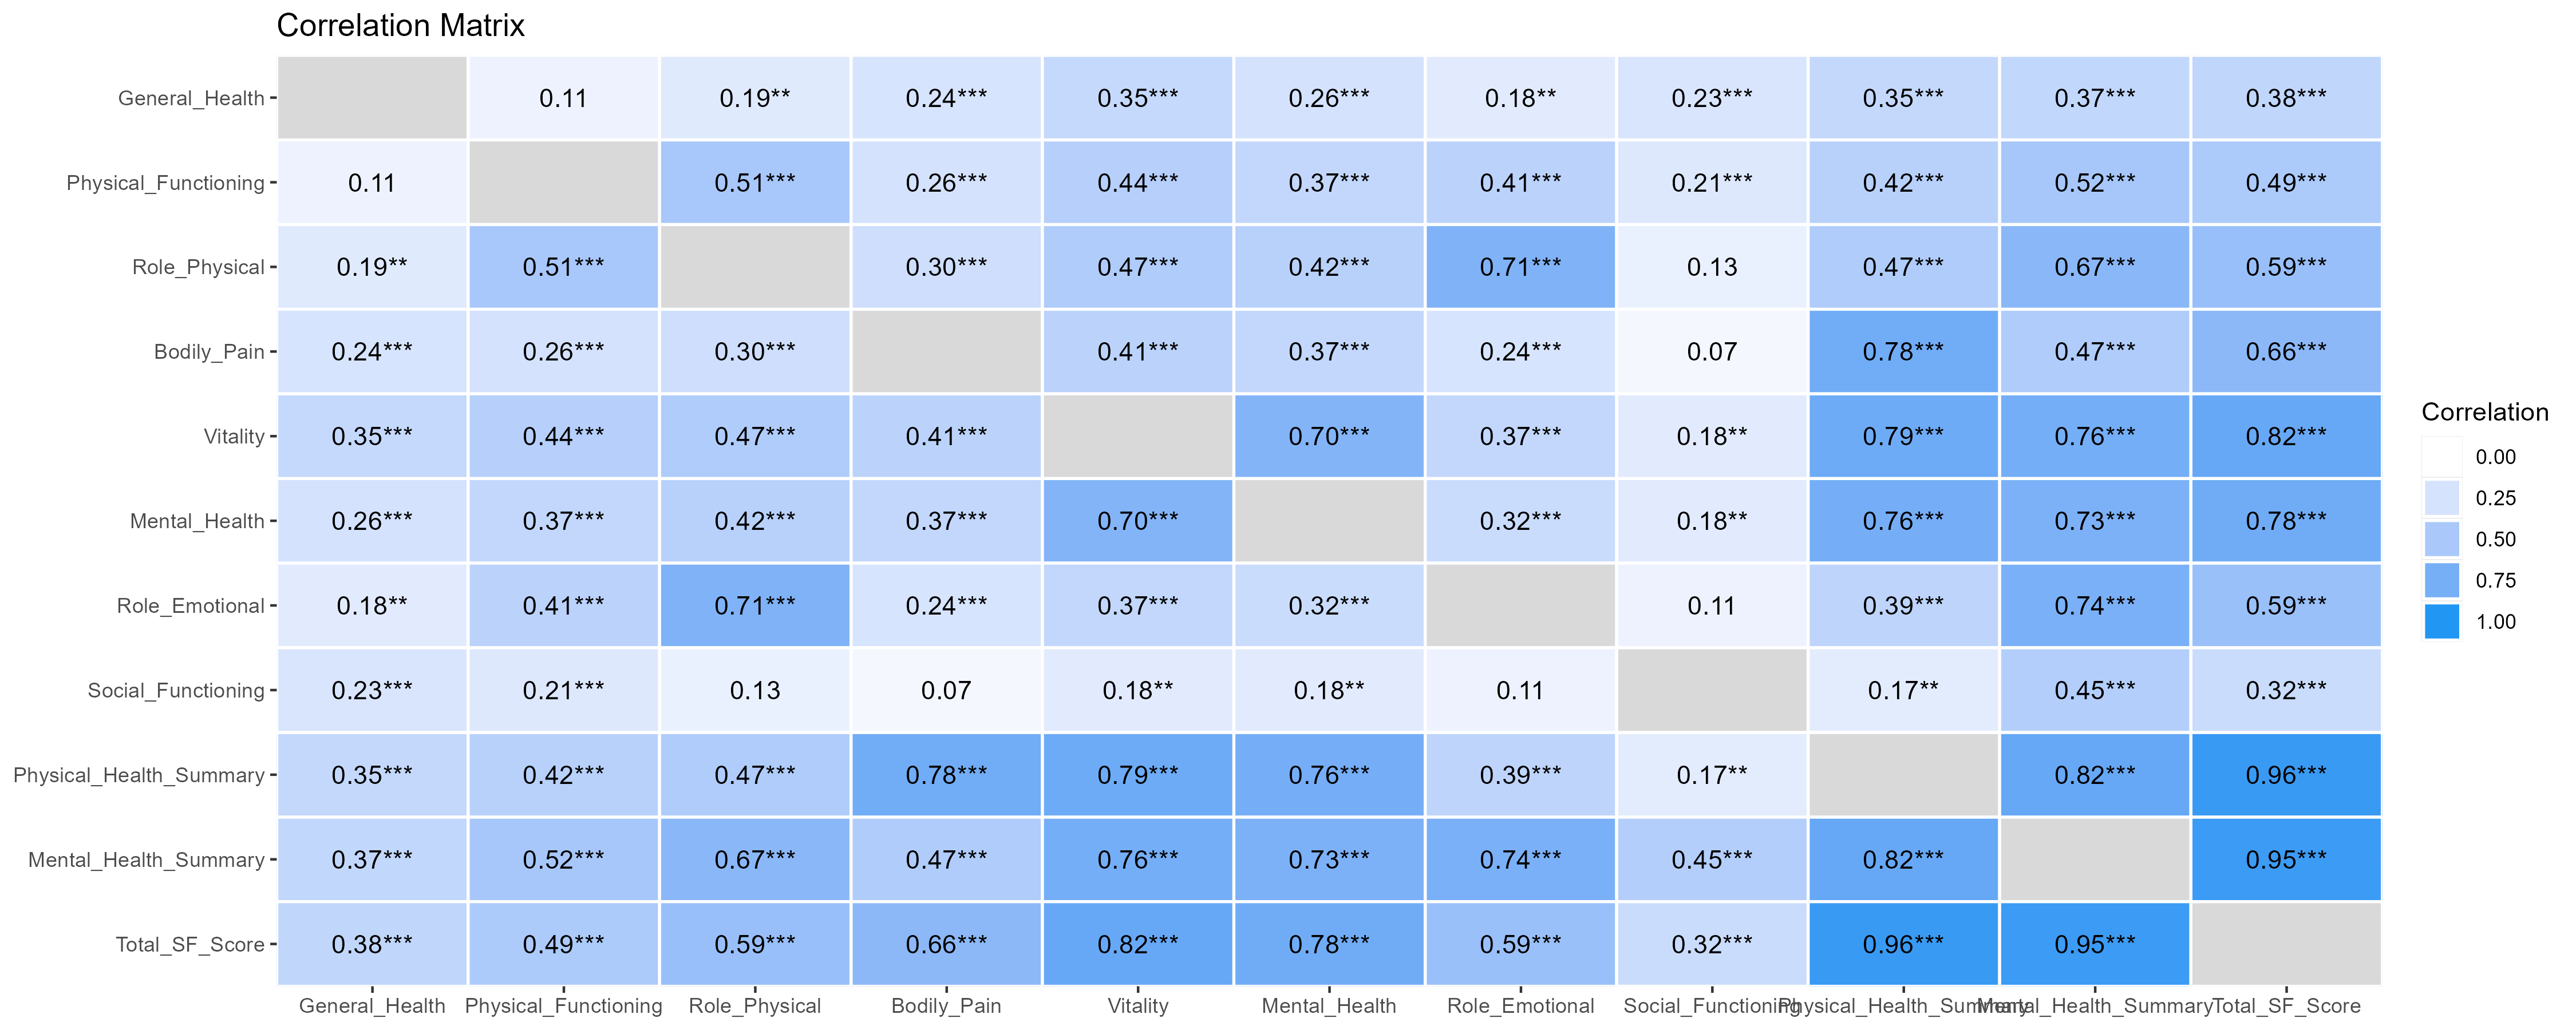 Correlation Matrix
General_Health 0.11 0.19** 0.24*** 0.35*** 0.26*** 0.18** 0.23*** 0.35*** 0.37*** 0.38***
Physical_Functioning 0.11 0.51*** 0.26*** 0.44*** 0.37*** 0.41*** 0.21*** 0.42*** 0.52*** 0.49***
Role_Physical 0.19** 0.51*** 0.30*** 0.47*** 0.42*** 0.71*** 0.13 0.47*** 0.67*** 0.59***
Bodily_Pain 0.24*** 0.26*** 0.30*** 0.41*** 0.37*** 0.24*** 0.07 0.78*** 0.47*** 0.66***
Vitality 0.35*** 0.44*** 0.47*** 0.41*** 0.70*** 0.37*** 0.18** 0.79*** 0.76*** 0.82***
Mental_Health 0.26*** 0.37*** 0.42*** 0.37*** 0.70*** 0.32*** 0.18** 0.76*** 0.73*** 0.78***
Role_Emotional 0.18** 0.41*** 0.71*** 0.24*** 0.37*** 0.32*** 0.11 0.39*** 0.74*** 0.59***
Social_Functioning 0.23*** 0.21*** 0.13 0.07 0.18** 0.18** 0.11 0.17** 0.45*** 0.32***
Physical_Health_Summary 0.35*** 0.42*** 0.47*** 0.78*** 0.79*** 0.76*** 0.39*** 0.17** 0.82*** 0.96***
Mental_Health_Summary 0.37*** 0.52*** 0.67*** 0.47*** 0.76*** 0.73*** 0.74*** 0.45*** 0.82*** 0.95***
Total_SF_Score 0.38*** 0.49*** 0.59*** 0.66*** 0.82*** 0.78*** 0.59*** 0.32*** 0.96*** 0.95***
General_Health Physical_Functioning Role_Physical Bodily_Pain Vitality Mental_Health Role_Emotional Social_Functioning Physical_Health_Summary Mental_Health_Summary Total_SF_Score
Correlation
0.00
0.25
0.50
0.75
1.00